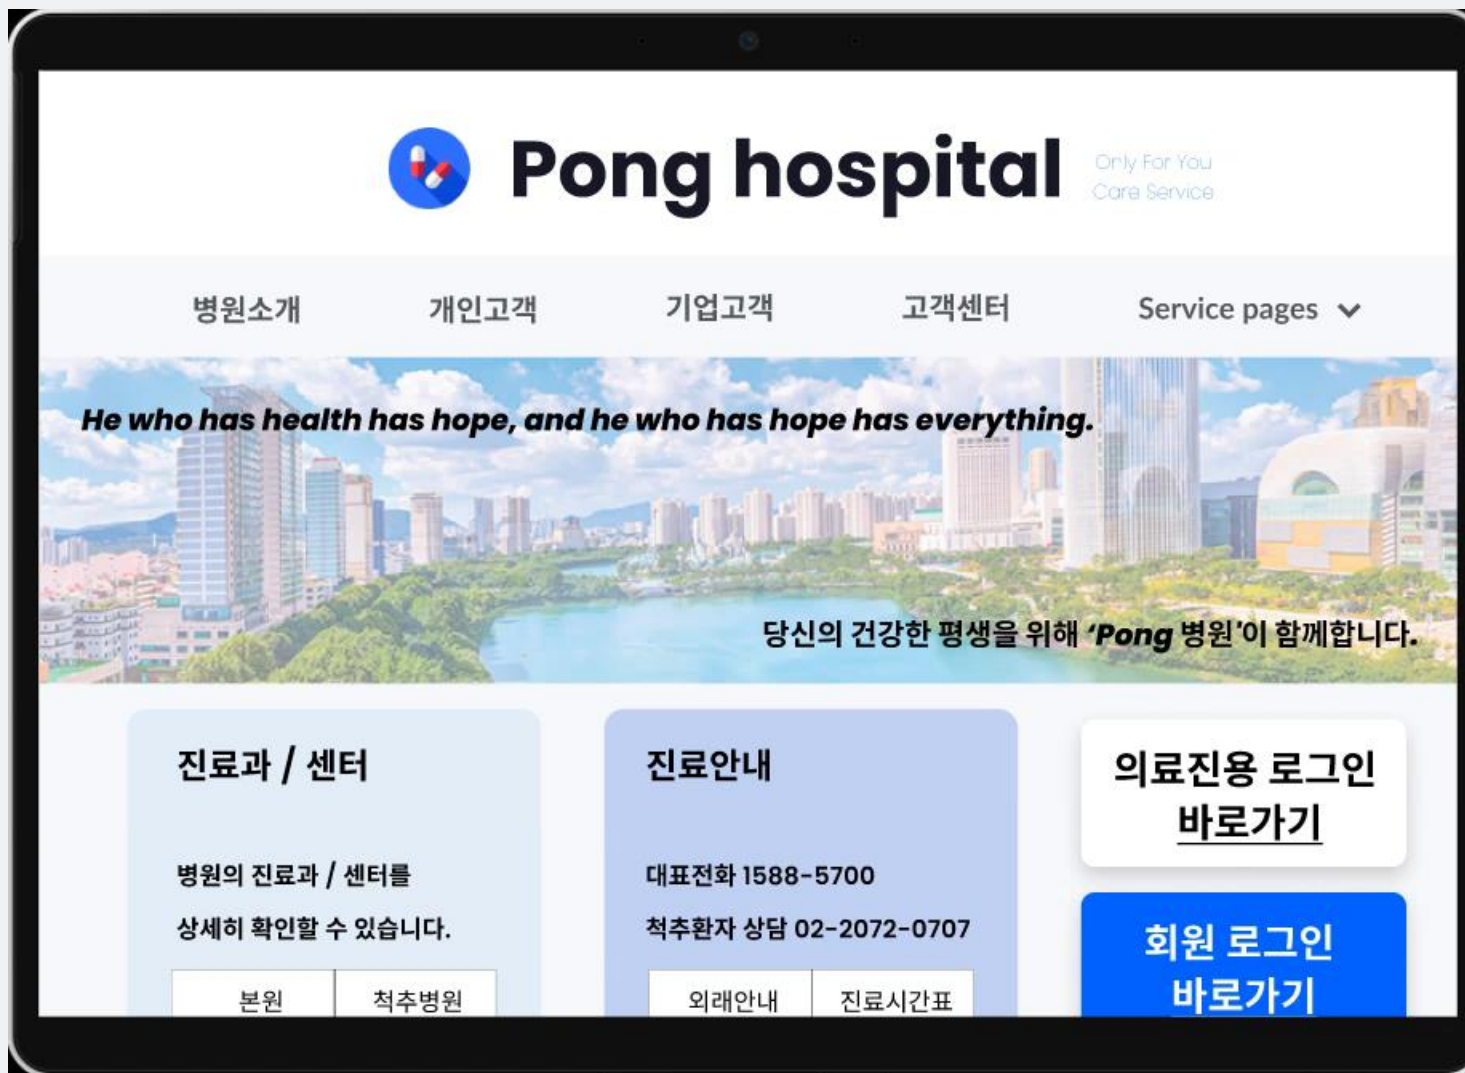 Pong hospital
Only For You
Care Service
병원소개 개인고객 기업고객 고객센터 Service pages
He who has health has hope, and he who has hope has everything.
당신의 건강한 평생을 위해 ‘Pong 병원'이 함께합니다.
진료과 / 센터
병원의 진료과 / 센터를
상세히 확인할 수 있습니다.
본원 척추병원
진료안내
대표전화 1588-5700
척추환자 상담 02-2072-0707
외래안내 진료시간표
의료진용 로그인
바로가기
회원 로그인
바로가기